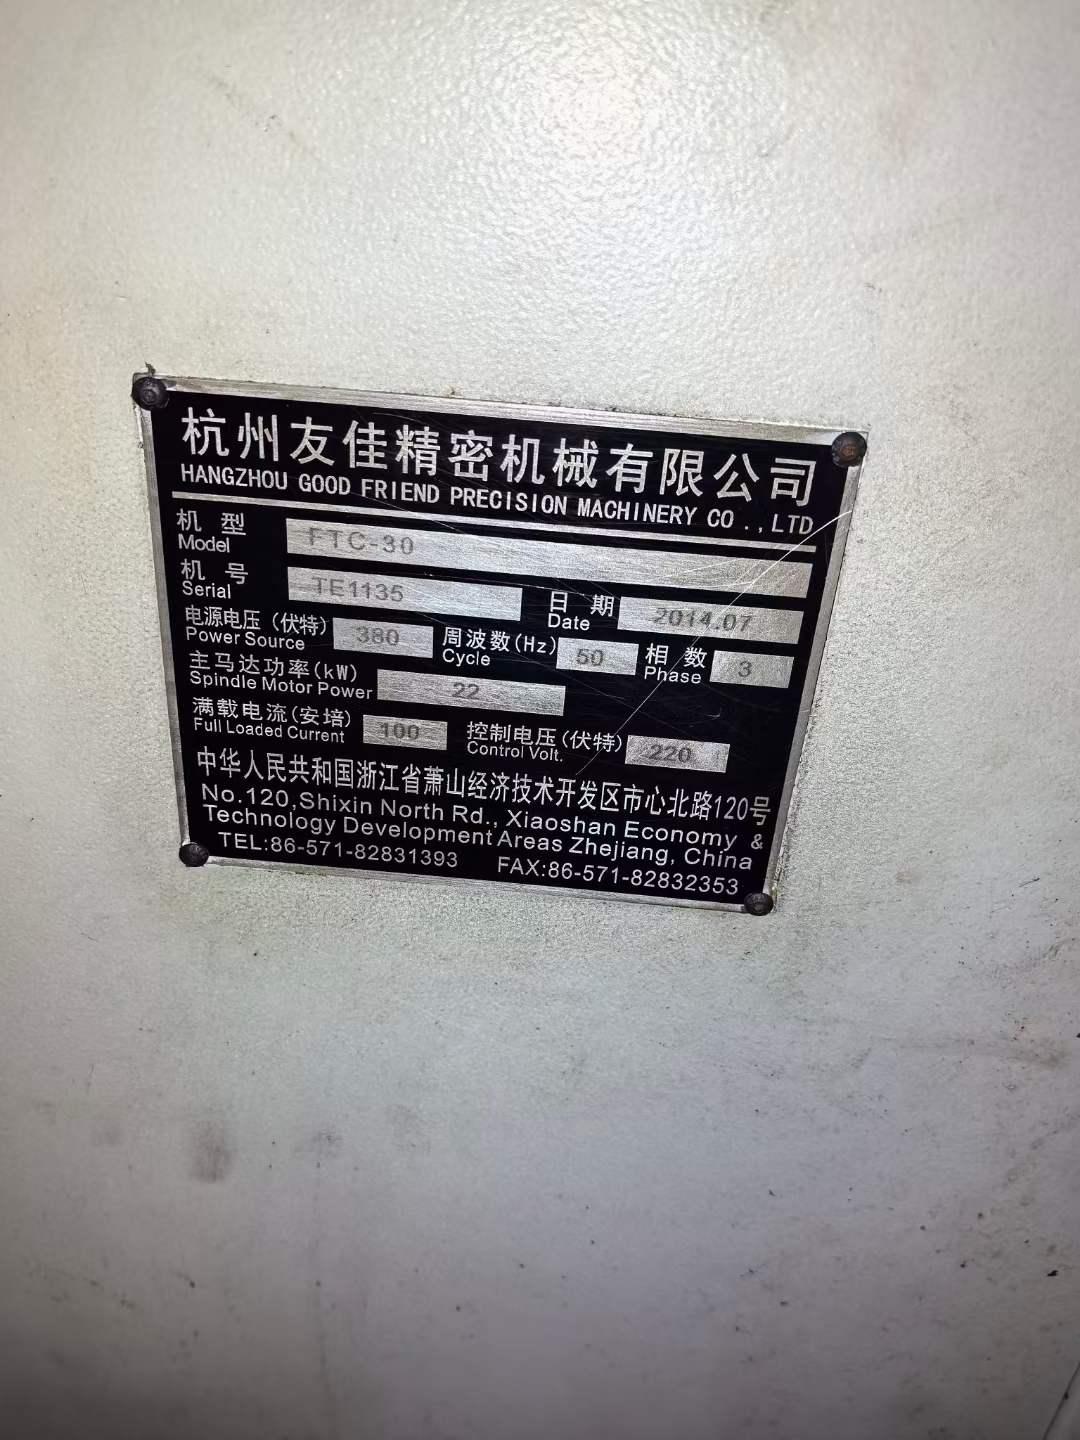 杭州友佳精密机械有限公司
HANGZHOU GOOD FRIEND PRECISION MACHINERY CO.,LTD
机 型 FTC-30
Model
机 号 TE1135 日 期 2014.07
Serial Date
电源电压(伏特) 380 周波数(Hz) 50 相 数 3
Power Source Cycle Phase
主马达功率(kW) 22
Spindle Motor Power
满载电流(安培) 100 控制电压(伏特) 220
Full Loaded Current Control Volt.
中华人民共和国浙江省萧山经济技术开发区市心北路120号
No.120,Shixin North Rd., Xiaoshan Economy &
Technology Development Areas Zhejiang, China
TEL:86-571-82831393 FAX:86-571-82832353